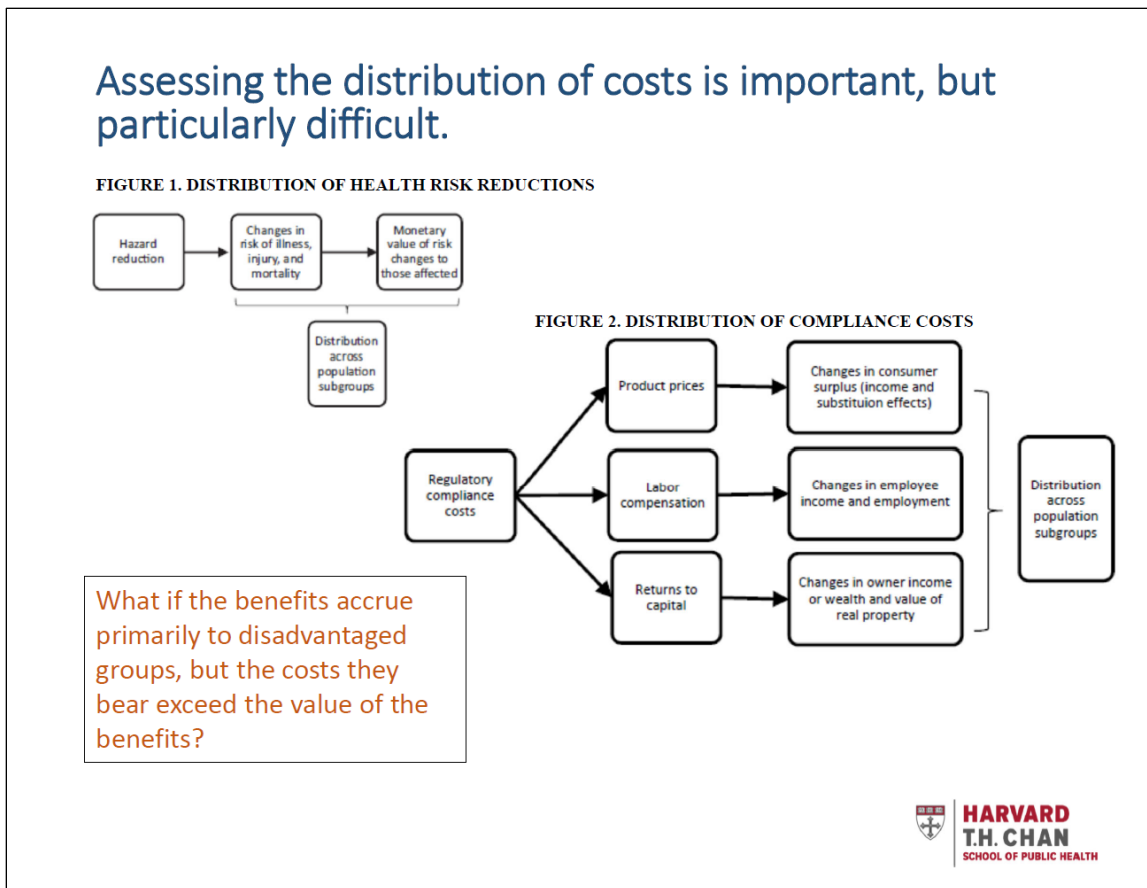 Assessing the distribution of costs is important, but
particularly difficult.
FIGURE 1. DISTRIBUTION OF HEALTH RISK REDUCTIONS
Hazard
reduction
Changes in
risk of illness,
injury, and
mortality
Monetary
value of risk
changes to
those affected
Distribution
across
population
subgroups
FIGURE 2. DISTRIBUTION OF COMPLIANCE COSTS
Regulatory
compliance
costs
Product prices
Changes in consumer
surplus (income and
substituion effects)
Labor
compensation
Changes in employee
income and employment
Returns to
capital
Changes in owner income
or wealth and value of
real property
Distribution
across
population
subgroups
What if the benefits accrue
primarily to disadvantaged
groups, but the costs they
bear exceed the value of the
benefits?
HARVARD
T.H. CHAN
SCHOOL OF PUBLIC HEALTH